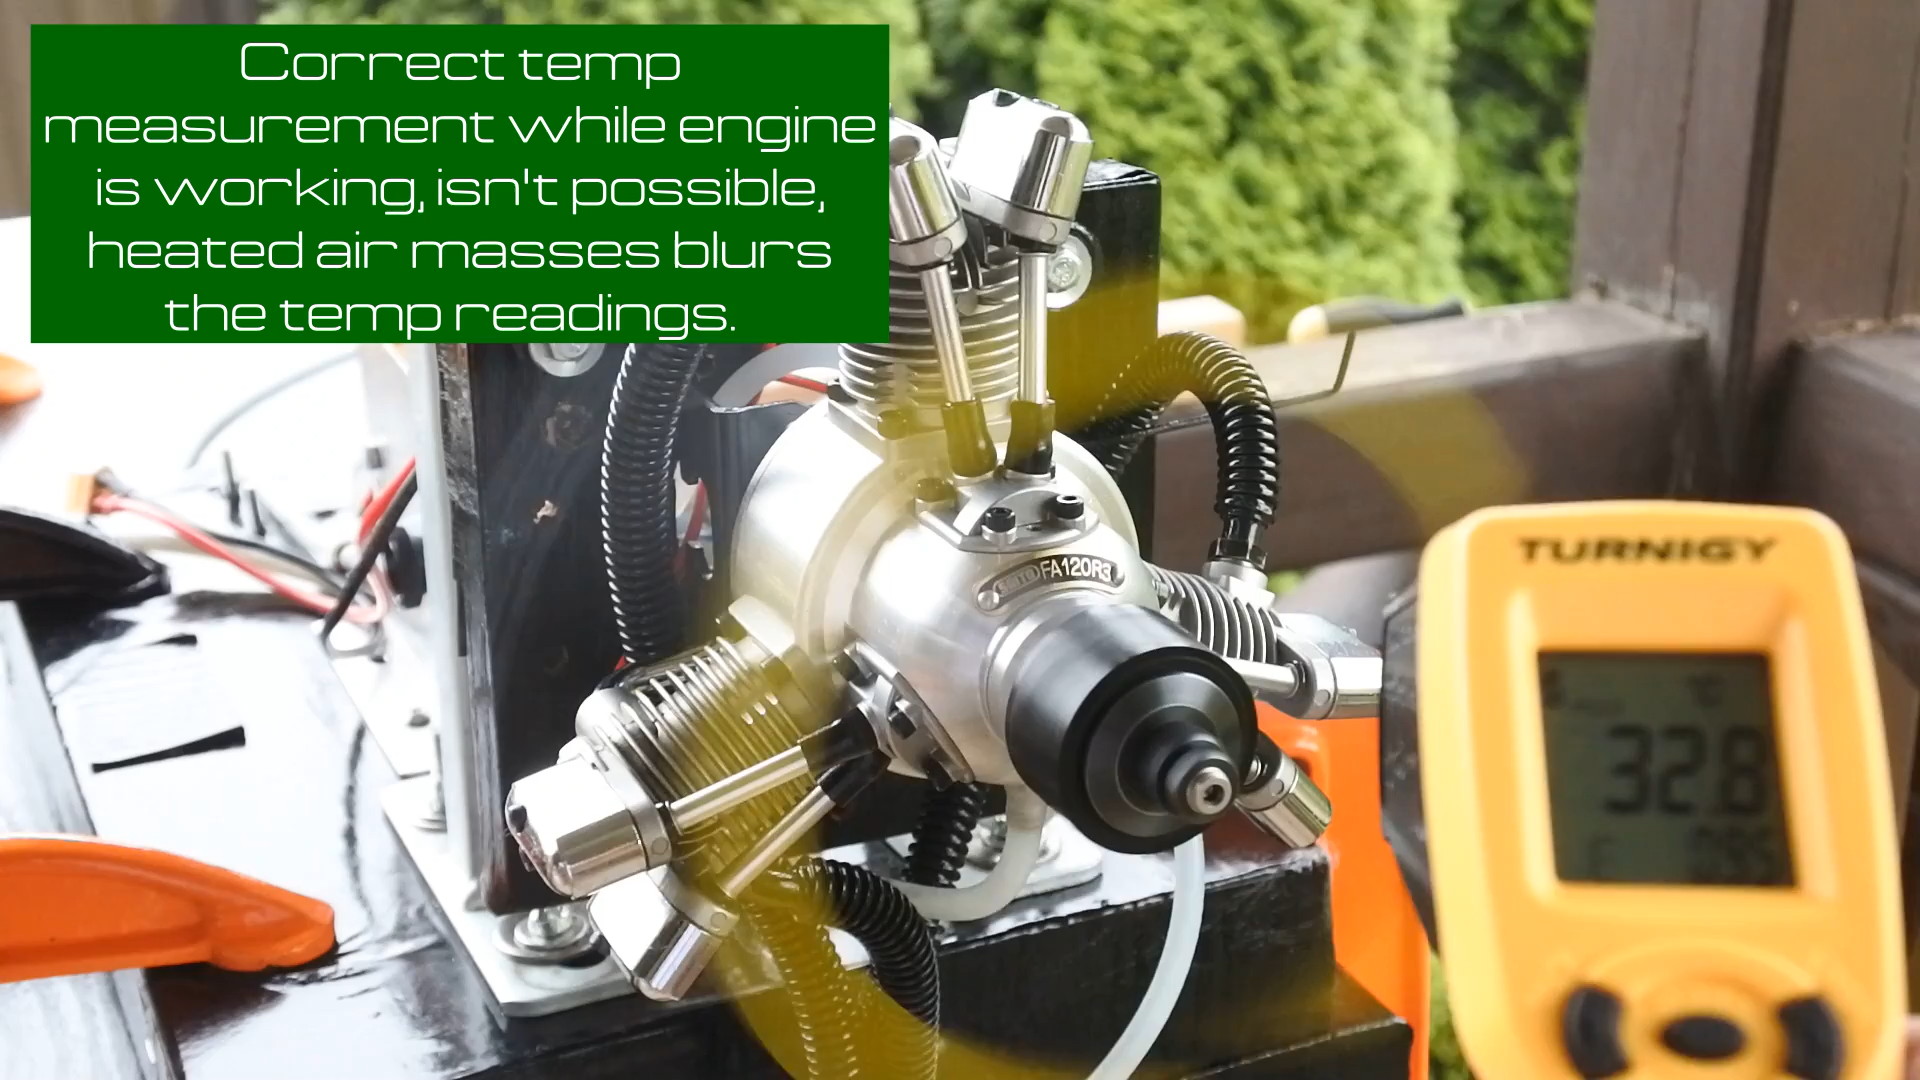 Correct temp
measurement while engine
is working, isn't possible,
heated air masses blurs
the temp readings.
SAITO FA120R3
TURNIGY
°C
32.8